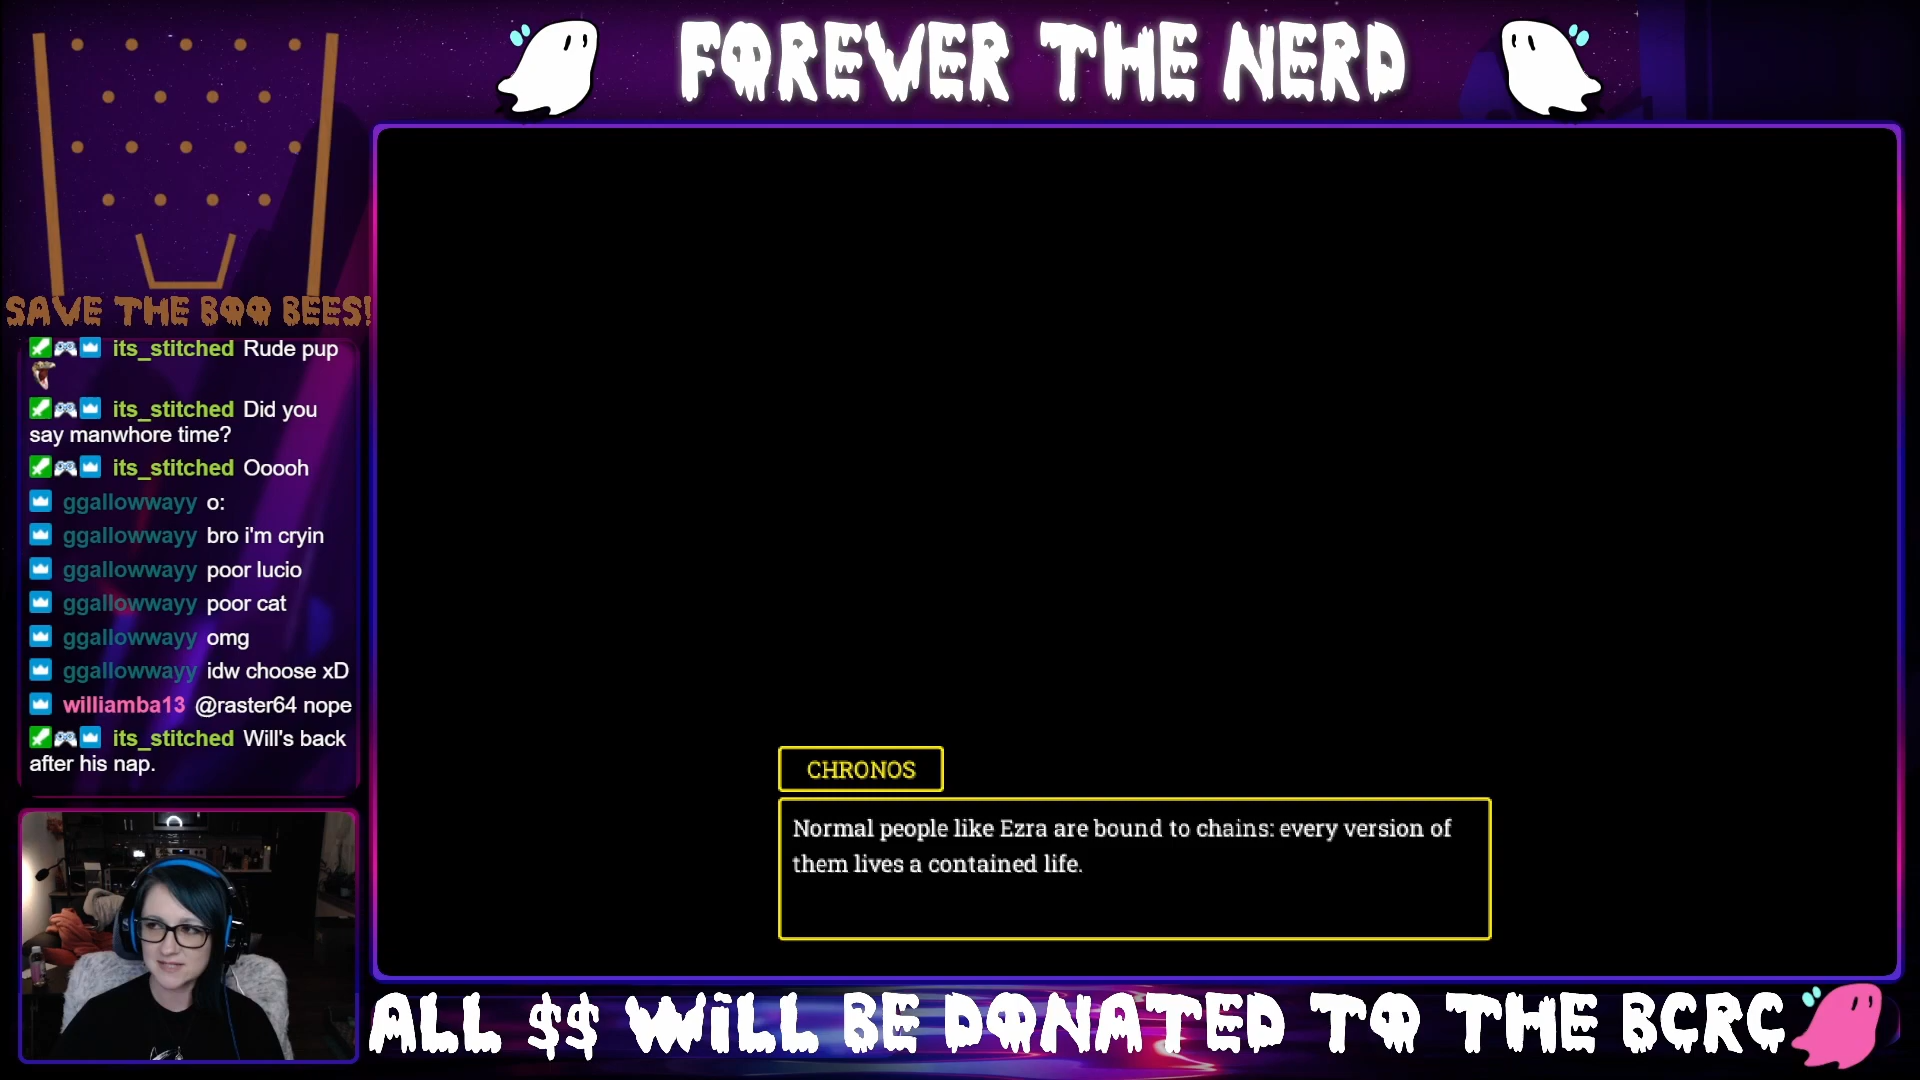 FOREVER THE NERD
SAVE THE BOO BEES!
its_stitched Rude pup
its_stitched Did you
say manwhore time?
its_stitched Ooooh
ggallowwayy o:
ggallowwayy bro i'm cryin
ggallowwayy poor lucio
ggallowwayy poor cat
ggallowwayy omg
ggallowwayy idw choose xD
williamba13 @raster64 nope
its_stitched Will's back
after his nap.
CHRONOS
Normal people like Ezra are bound to chains: every version of
them lives a contained life.
ALL $$ WILL BE DONATED TO THE BCRC